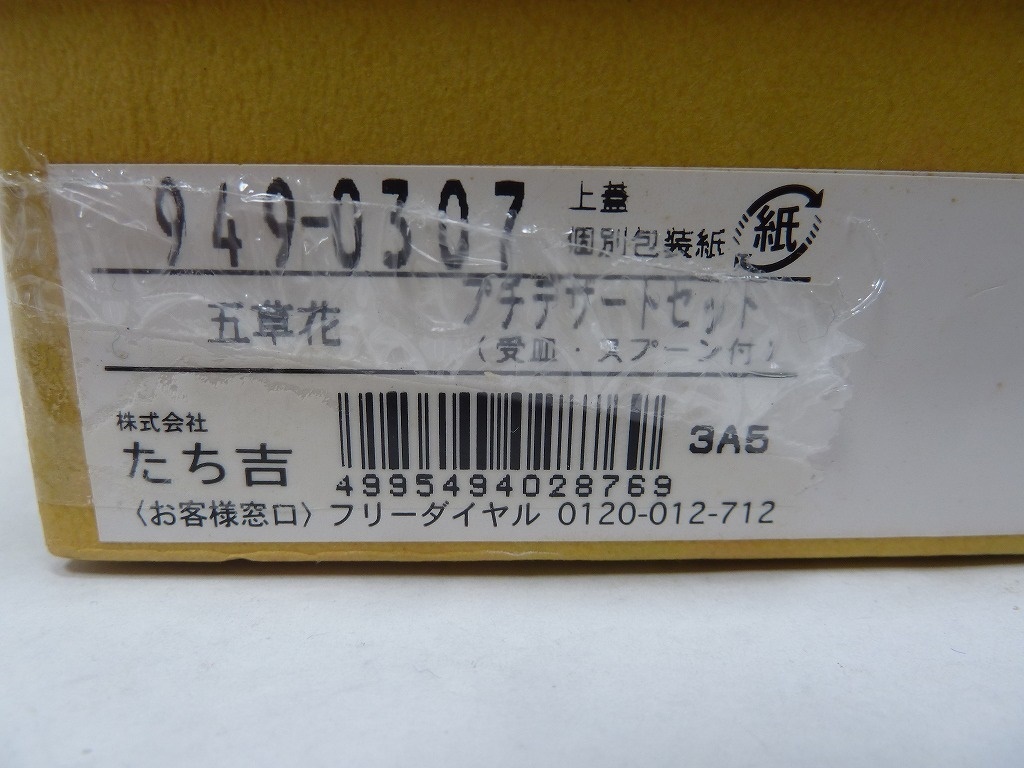 949-0307
上蓋
個別包装紙
紙
五草花 プチデザートセット
(受皿・スプーン付)
株式会社
たち吉
4995494028769
3A5
〈お客様窓口〉フリーダイヤル 0120-012-712